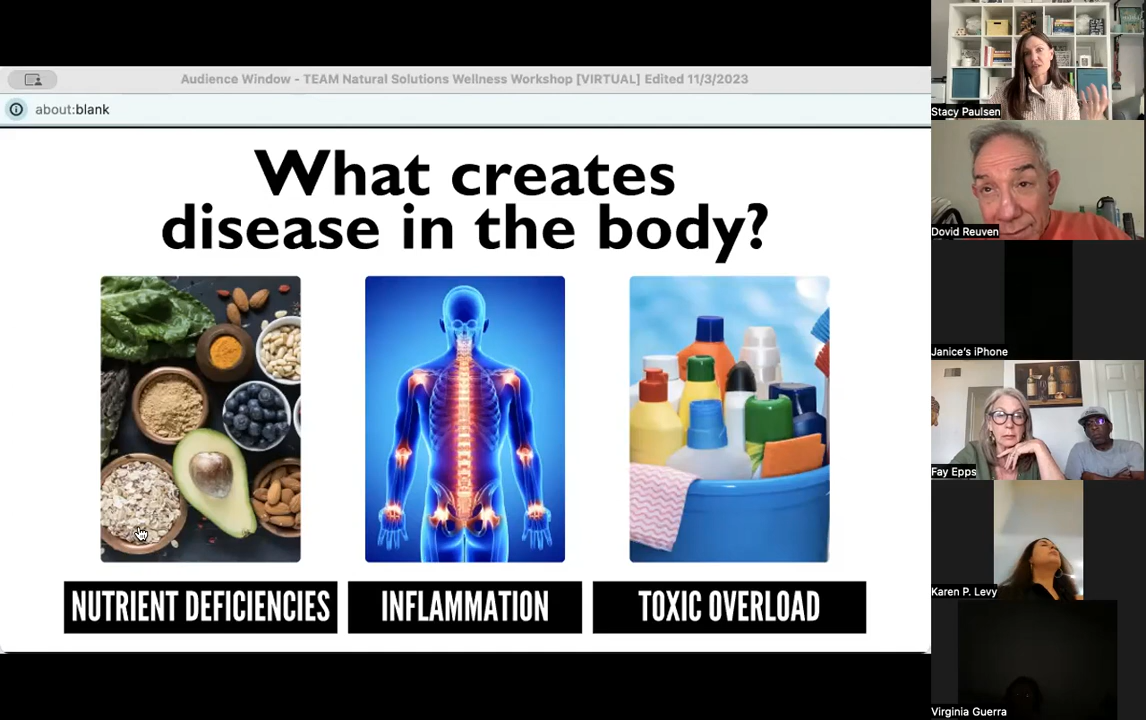 Audience Window - TEAM Natural Solutions Wellness Workshop [VIRTUAL] Edited 11/3/2023
about:blank
What creates
disease in the body?
NUTRIENT DEFICIENCIES
INFLAMMATION
TOXIC OVERLOAD
Stacy Paulsen
Dovid Reuven
Janice's iPhone
Fay Epps
Karen P. Levy
Virginia Guerra